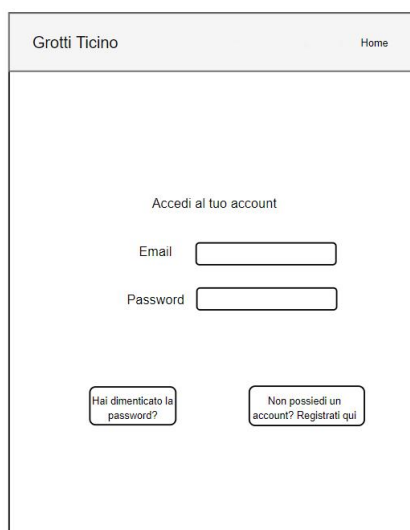 Grotti Ticino
Home
Accedi al tuo account
Email
Password
Hai dimenticato la
password?
Non possiedi un
account? Registrati qui